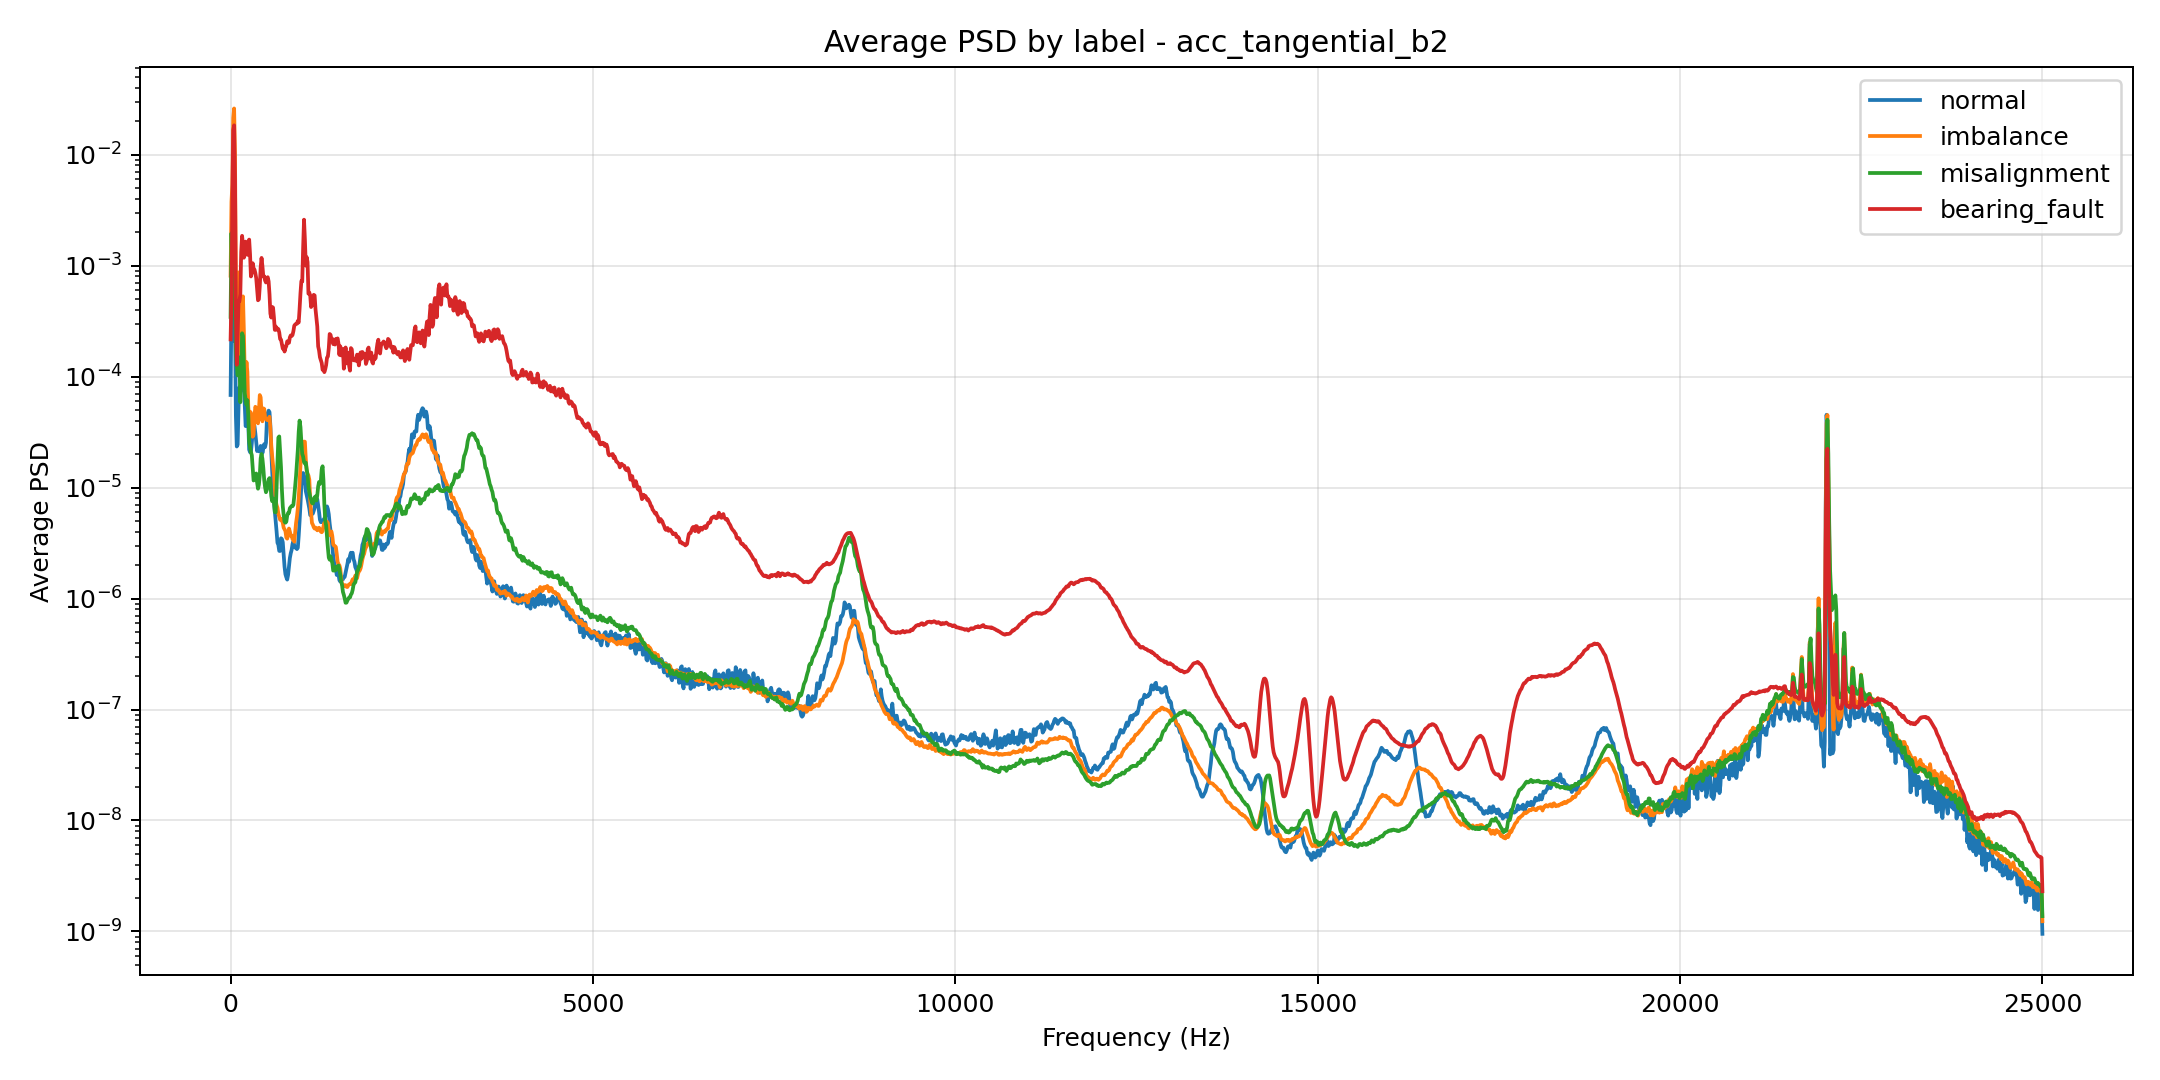 Average PSD by label - acc_tangential_b2
normal
imbalance
misalignment
bearing_fault
10⁻²
10⁻³
10⁻⁴
10⁻⁵
10⁻⁶
10⁻⁷
10⁻⁸
10⁻⁹
Average PSD
0 5000 10000 15000 20000 25000
Frequency (Hz)